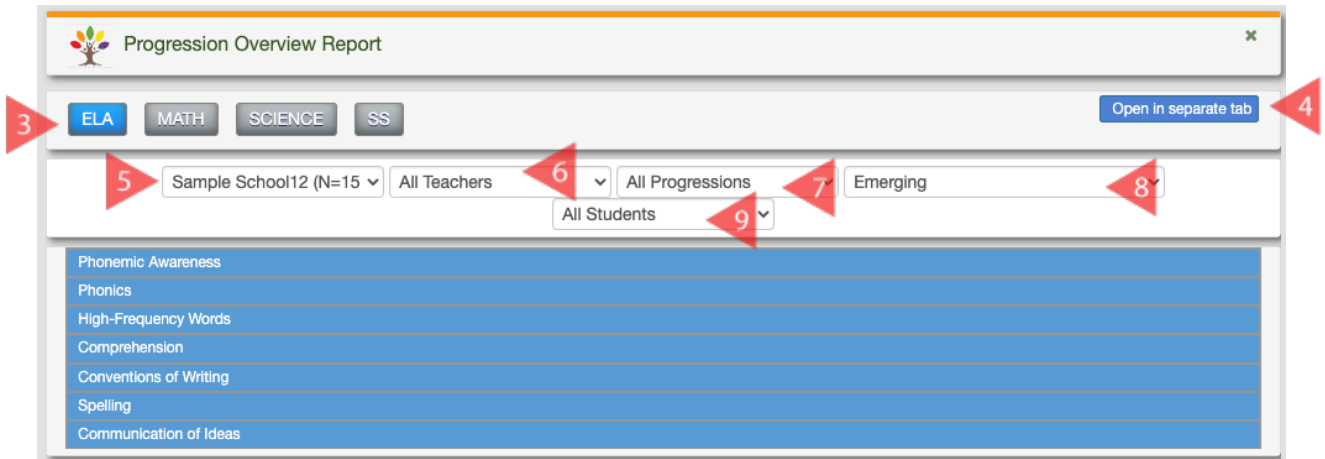 Progression Overview Report ×
3 ELA MATH SCIENCE SS Open in separate tab 4
5 Sample School12 (N=15 All Teachers 6 All Progressions 7 Emerging 8
All Students 9
Phonemic Awareness
Phonics
High-Frequency Words
Comprehension
Conventions of Writing
Spelling
Communication of Ideas